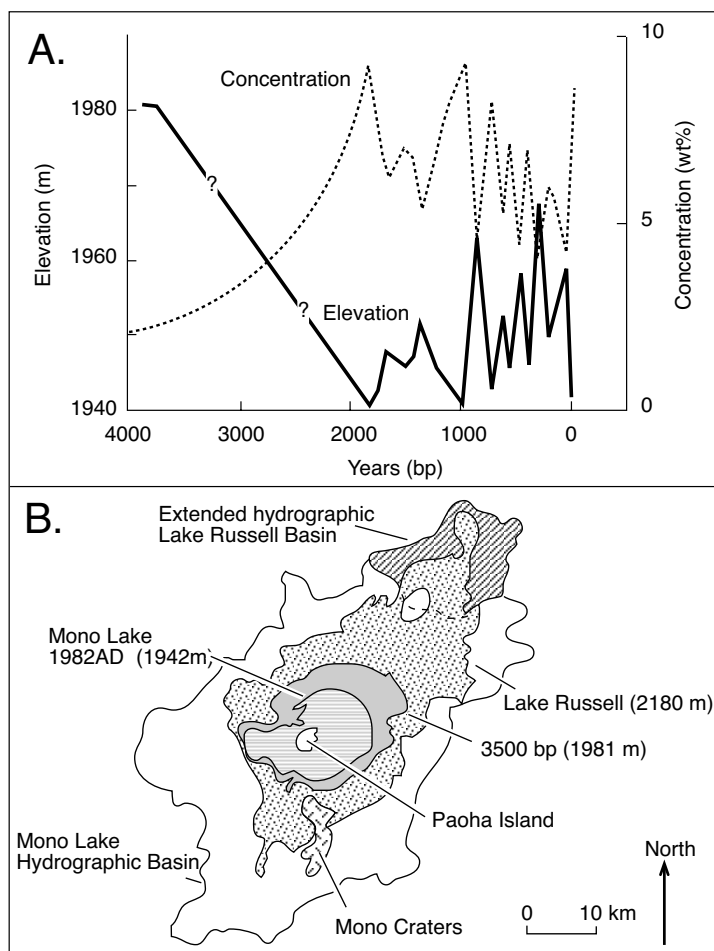 A.
10
Concentration
1980
Elevation (m)
Concentration (wt%)
?
5
1960
?
Elevation
1940
0
4000 3000 2000 1000 0
Years (bp)
B.
Extended hydrographic
Lake Russell Basin
Mono Lake
1982AD (1942m)
Lake Russell (2180 m)
3500 bp (1981 m)
Paoha Island
Mono Lake
Hydrographic Basin
North
Mono Craters
0 10 km